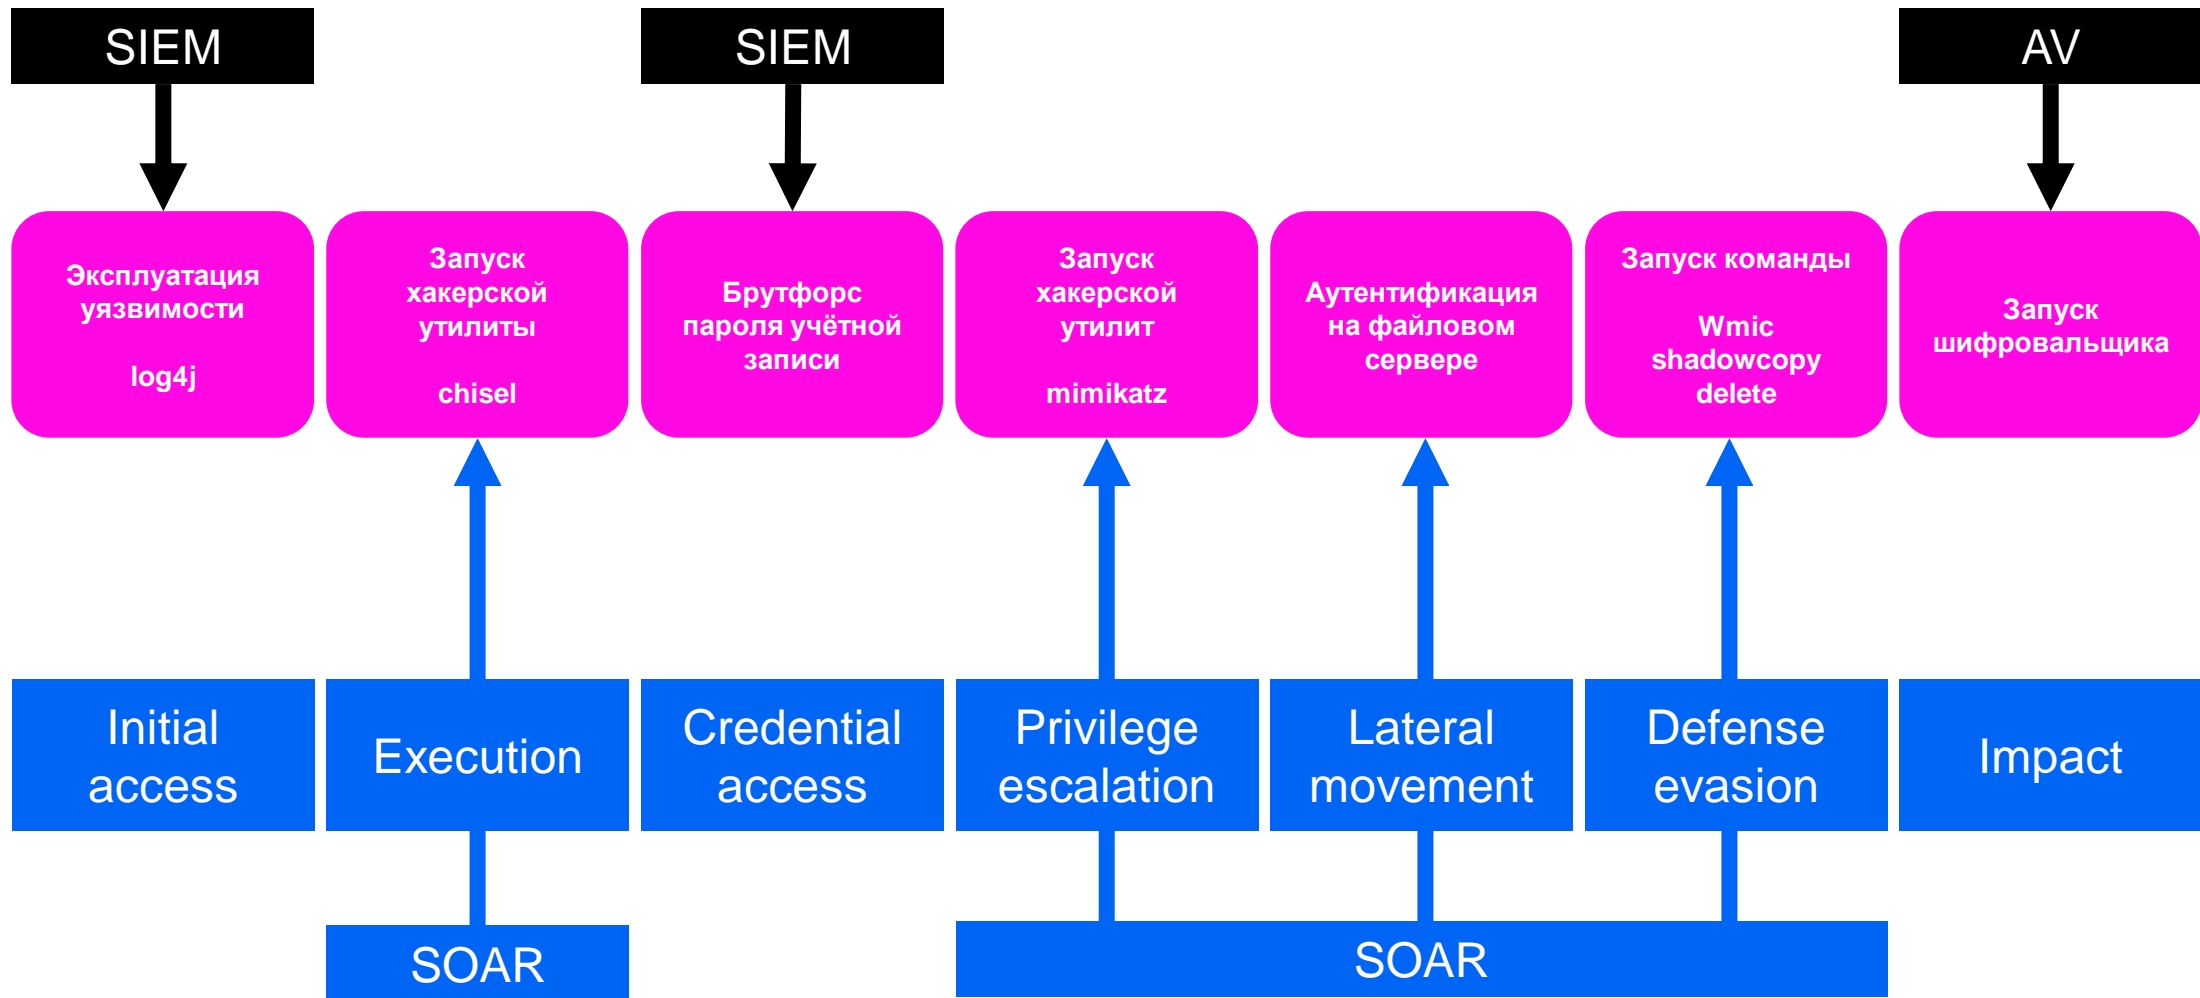 SIEM
SIEM
AV
Эксплуатация
уязвимости
log4j
Запуск
хакерской
утилиты
chisel
Брутфорс
пароля учётной
записи
Запуск
хакерской
утилит
mimikatz
Аутентификация
на файловом
сервере
Запуск команды
Wmic
shadowcopy
delete
Запуск
шифровальщика
Initial
access
Execution
Credential
access
Privilege
escalation
Lateral
movement
Defense
evasion
Impact
SOAR
SOAR